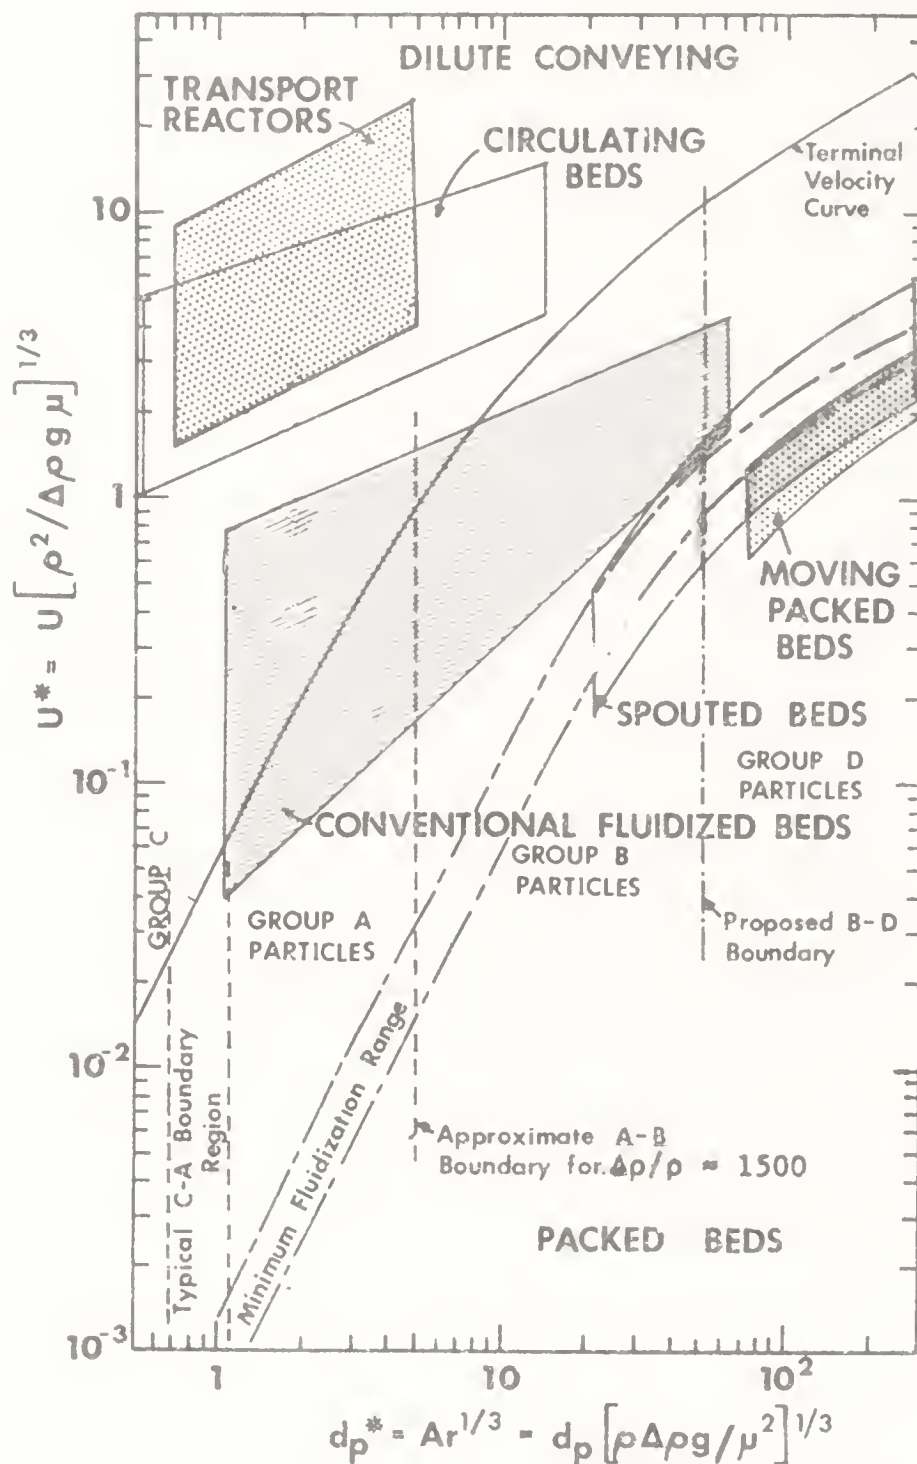 DILUTE CONVEYING
TRANSPORT
REACTORS
CIRCULATING
BEDS
Terminal
Velocity
Curve
10
1
10⁻¹
10⁻²
10⁻³
U* = U[ρ²/Δρgμ]^1/3
MOVING
PACKED
BEDS
SPOUTED BEDS
GROUP D
PARTICLES
CONVENTIONAL FLUIDIZED BEDS
GROUP B
PARTICLES
GROUP C
GROUP A
PARTICLES
Proposed B-D
Boundary
Typical C-A Boundary
Region
Minimum Fluidization Range
Approximate A-B
Boundary for Δρ/ρ ≈ 1500
PACKED BEDS
1
10
10²
dp* = Ar^1/3 = dp[ρΔρg/μ²]^1/3